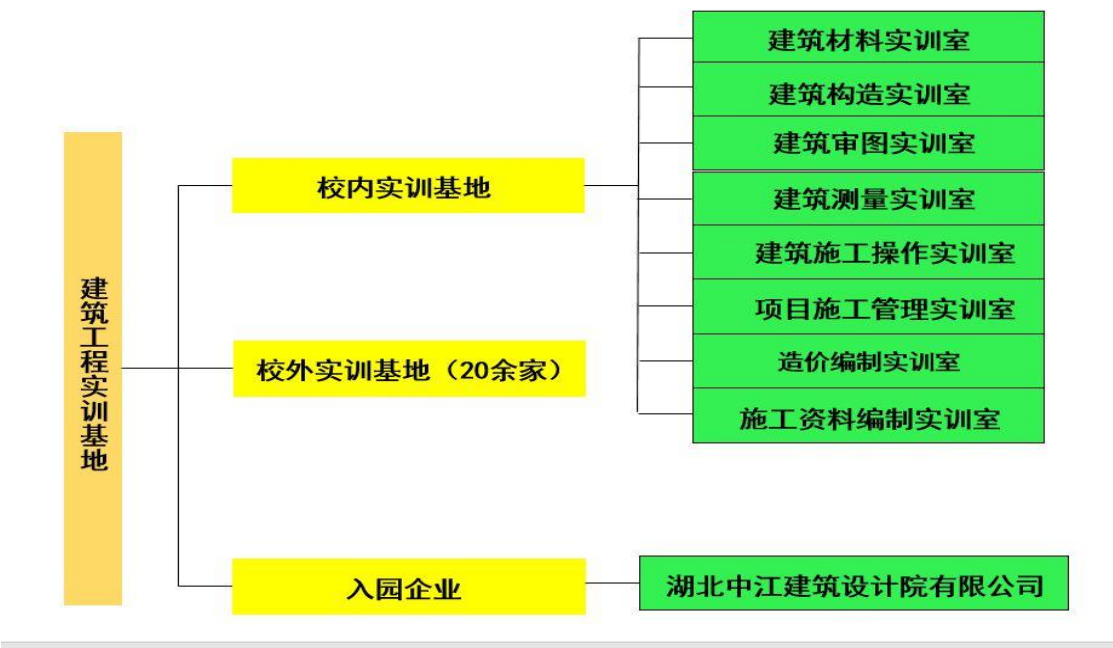 建筑工程实训基地
校内实训基地
建筑材料实训室
建筑构造实训室
建筑审图实训室
建筑测量实训室
建筑施工操作实训室
项目施工管理实训室
造价编制实训室
施工资料编制实训室
校外实训基地（20余家）
入园企业
湖北中江建筑设计院有限公司